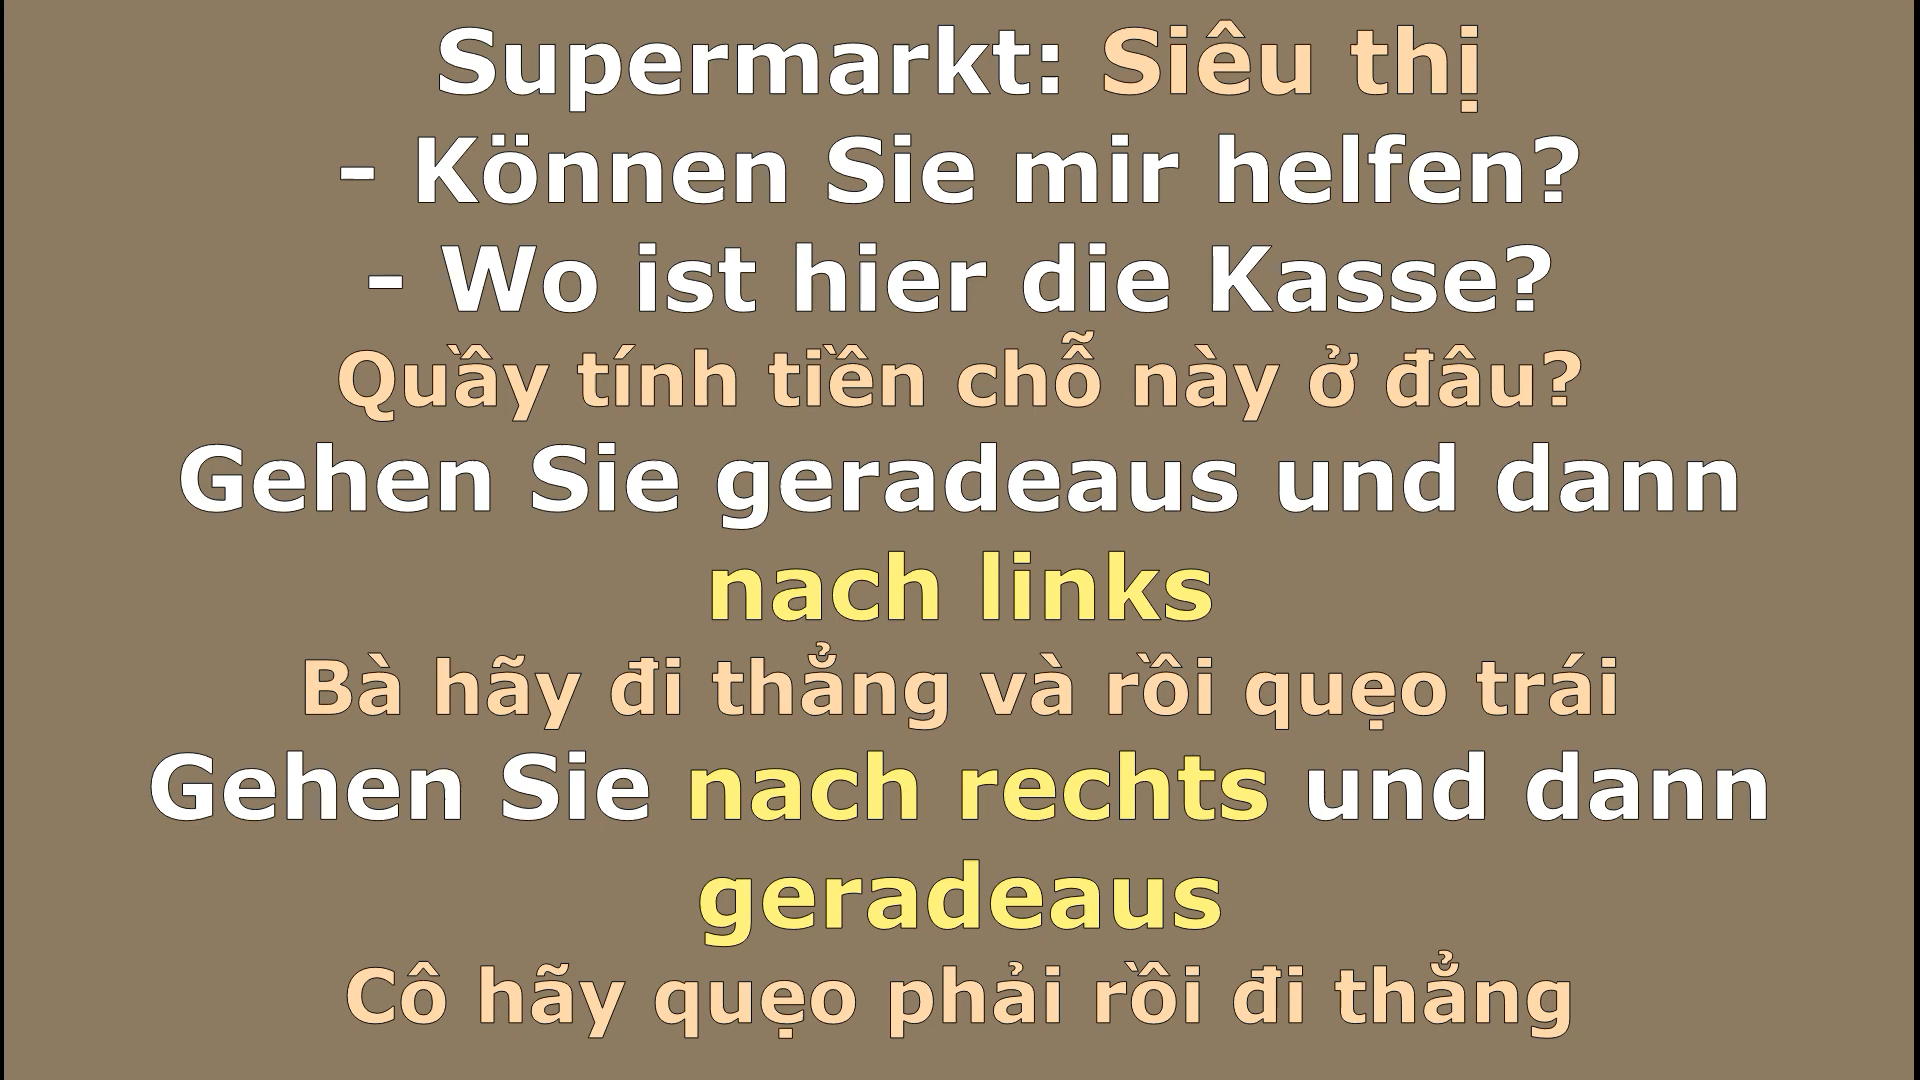 Supermarkt: Siêu thị
- Können Sie mir helfen?
- Wo ist hier die Kasse?
Quầy tính tiền chỗ này ở đâu?
Gehen Sie geradeaus und dann
nach links
Bà hãy đi thẳng và rồi quẹo trái
Gehen Sie nach rechts und dann
geradeaus
Cô hãy quẹo phải rồi đi thẳng